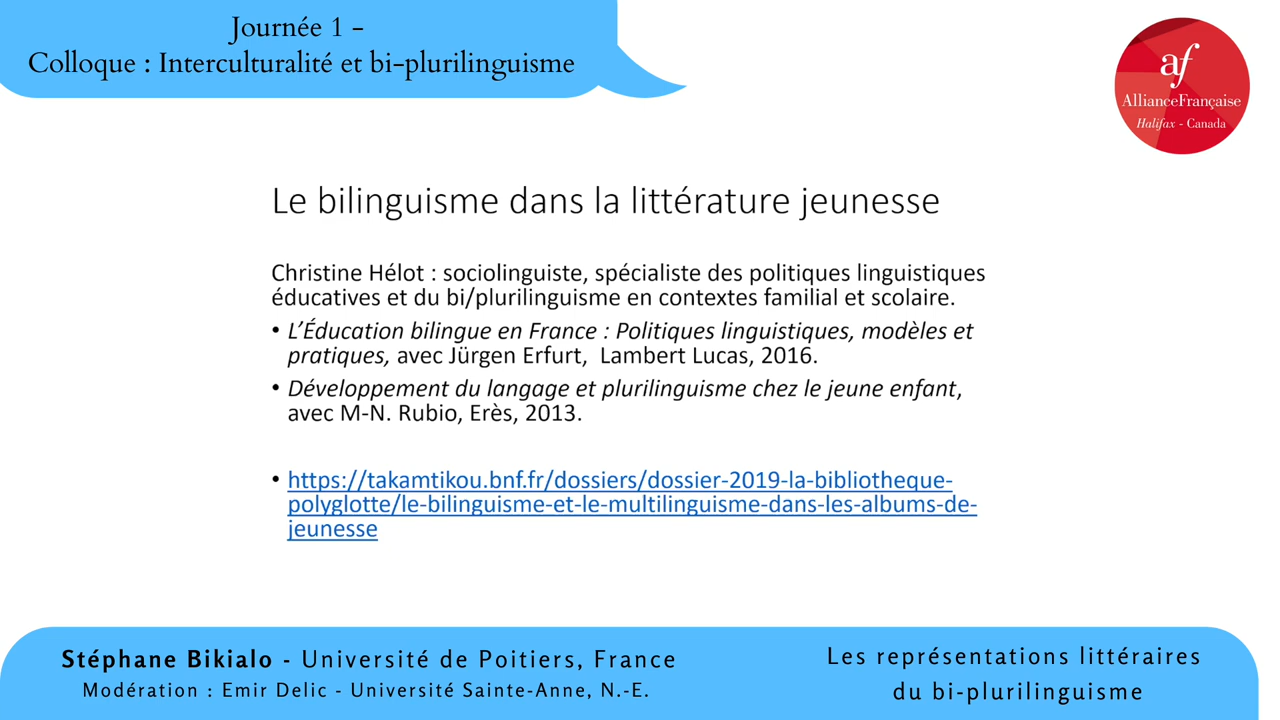 Journée 1 -
Colloque : Interculturalité et bi-plurilinguisme
af
AllianceFrançaise
Halifax - Canada
Le bilinguisme dans la littérature jeunesse
Christine Hélot : sociolinguiste, spécialiste des politiques linguistiques
éducatives et du bi/plurilinguisme en contextes familial et scolaire.
• L’Éducation bilingue en France : Politiques linguistiques, modèles et
pratiques, avec Jürgen Erfurt,  Lambert Lucas, 2016.
• Développement du langage et plurilinguisme chez le jeune enfant,
avec M-N. Rubio, Erès, 2013.
• https://takamtikou.bnf.fr/dossiers/dossier-2019-la-bibliotheque-
polyglotte/le-bilinguisme-et-le-multilinguisme-dans-les-albums-de-
jeunesse
Stéphane Bikialo - Université de Poitiers, France
Modération : Emir Delic - Université Sainte-Anne, N.-E.
Les représentations littéraires
du bi-plurilinguisme